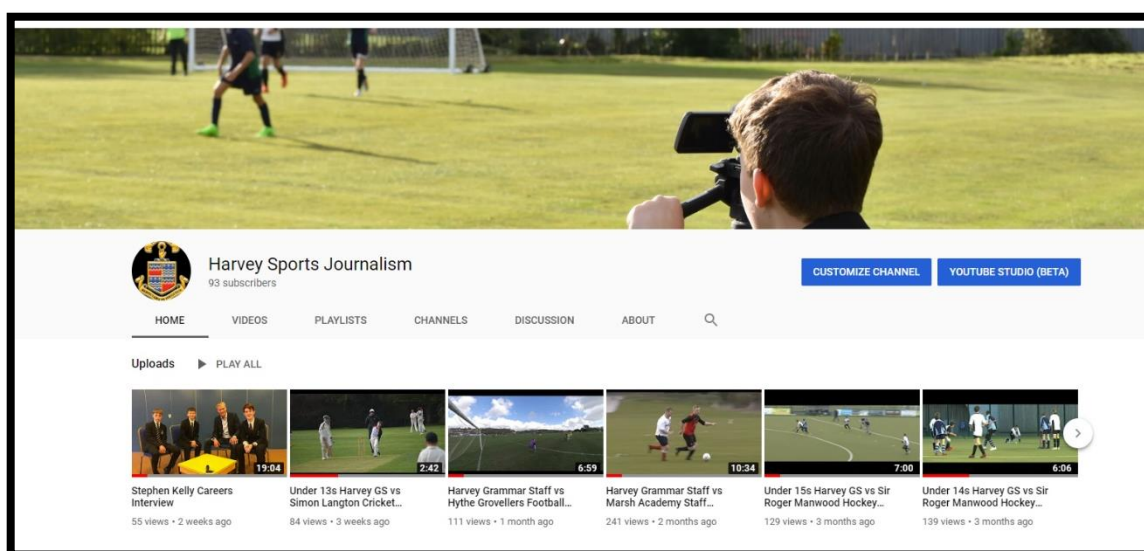 Harvey Sports Journalism
93 subscribers
CUSTOMIZE CHANNEL
YOUTUBE STUDIO (BETA)
HOME VIDEOS PLAYLISTS CHANNELS DISCUSSION ABOUT
Uploads PLAY ALL
19:04
2:42
6:59
10:34
7:00
6:06
Stephen Kelly Careers
Interview
55 views • 2 weeks ago
Under 13s Harvey GS vs
Simon Langton Cricket...
84 views • 3 weeks ago
Harvey Grammar Staff vs
Hythe Grovellers Football...
111 views • 1 month ago
Harvey Grammar Staff vs
Marsh Academy Staff...
241 views • 2 months ago
Under 15s Harvey GS vs Sir
Roger Manwood Hockey...
129 views • 3 months ago
Under 14s Harvey GS vs Sir
Roger Manwood Hockey...
139 views • 3 months ago